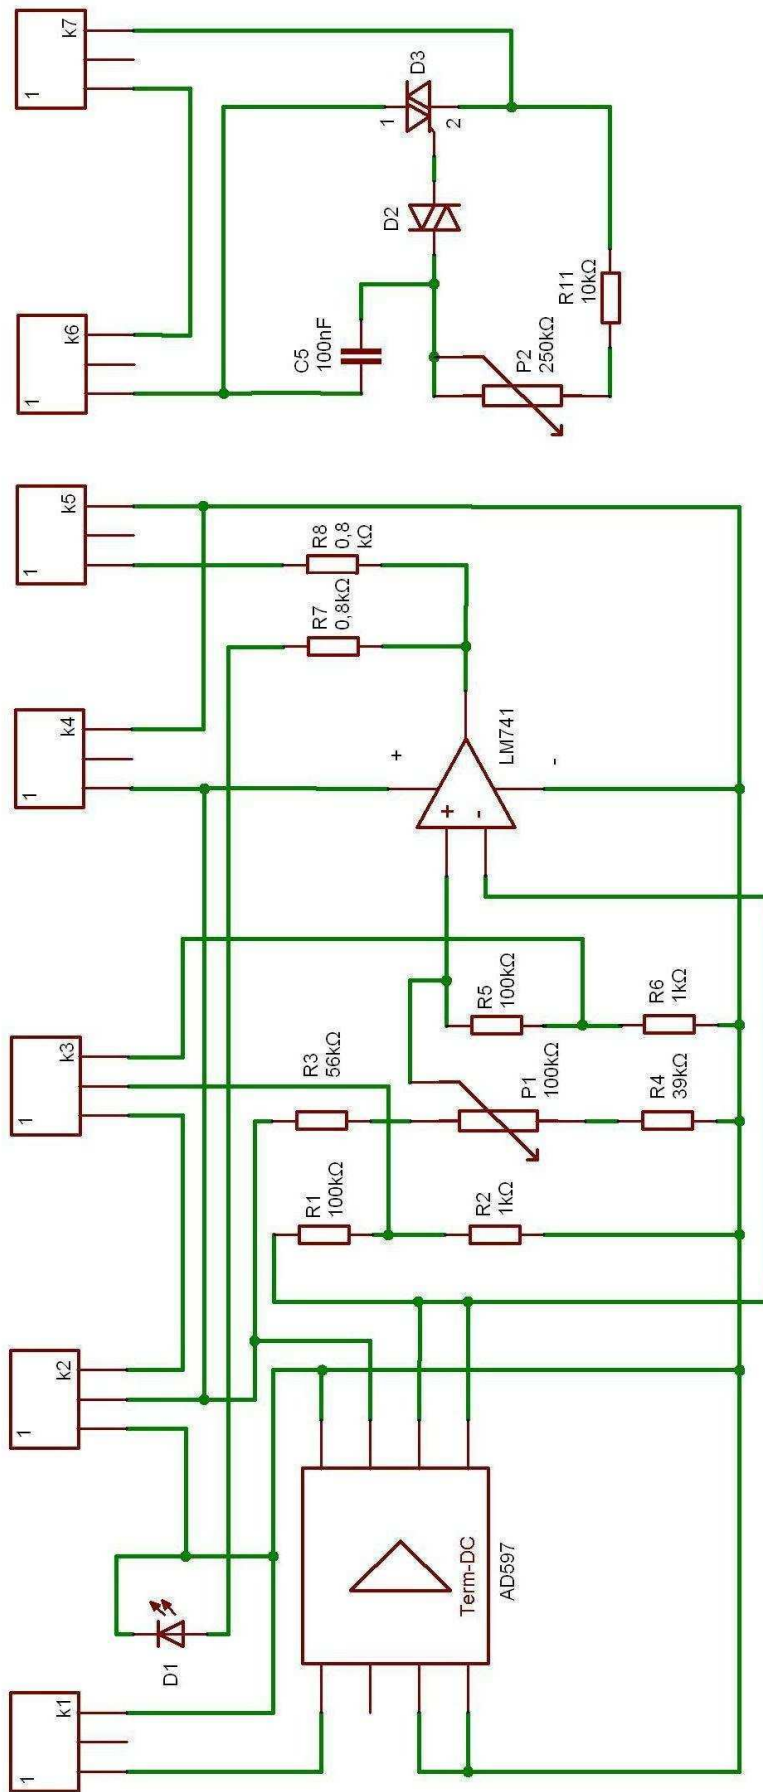 1
k1
1
k2
1
k3
1
k4
1
k5
1
k6
1
k7
D1
Term-DC
AD597
R1
100kΩ
R2
1kΩ
R3
56kΩ
P1
100kΩ
R4
39kΩ
R5
100kΩ
R6
1kΩ
+
-
+
-
LM741
R7
0,8kΩ
R8
0,8
kΩ
C5
100nF
P2
250kΩ
R11
10kΩ
D2
D3
1
2